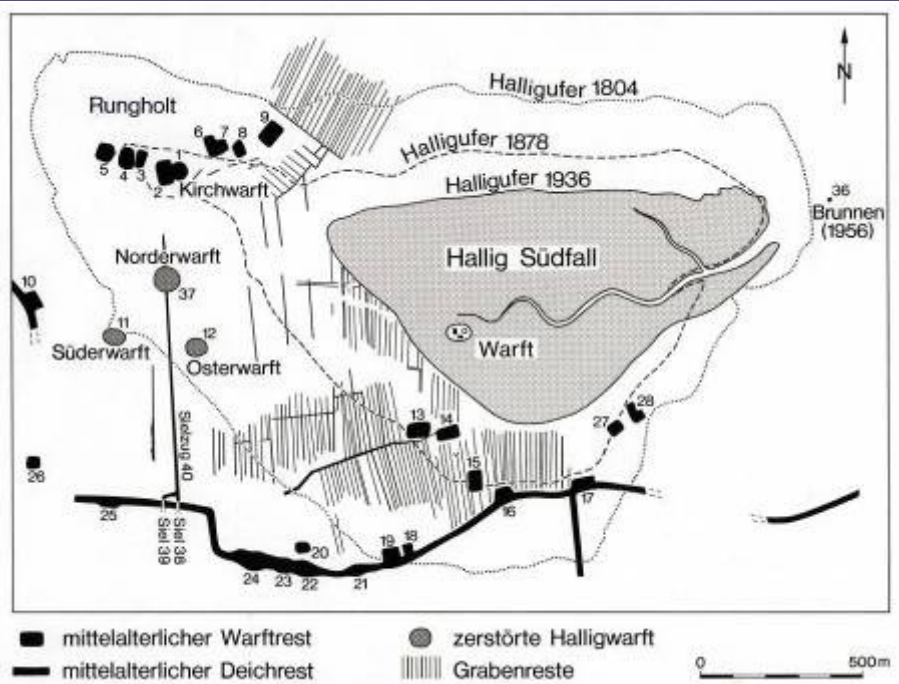 Halligufer 1804
N
Rungholt
9
6
7
8
Halligufer 1878
5
4
3
1
2
Kirchwarft
Halligufer 1936
36
Brunnen
(1956)
Norderwarft
Hallig Südfall
10
37
11
12
Süderwarft
Osterwarft
Warft
28
27
13
14
Sielzug 40
26
15
25
16
17
Siel 39
Siel 38
20
19
18
24
23
22
21
mittelalterlicher Warftrest
zerstörte Halligwarft
mittelalterlicher Deichrest
Grabenreste
0
500m